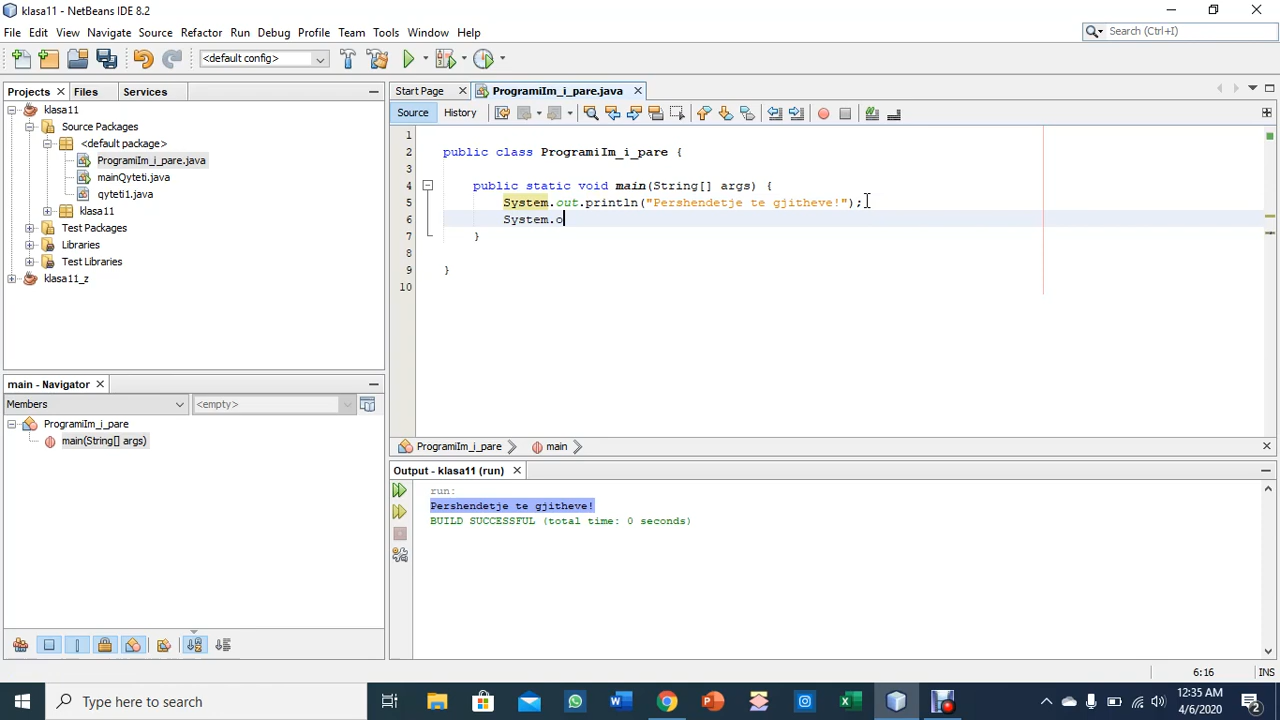 klasa11 - NetBeans IDE 8.2
File Edit View Navigate Source Refactor Run Debug Profile Team Tools Window Help
Search (Ctrl+I)
<default config>
Projects Files Services
Start Page ProgramiIm_i_pare.java
Source History
klasa11
Source Packages
<default package>
ProgramiIm_i_pare.java
mainQyteti.java
qyteti1.java
klasa11
Test Packages
Libraries
Test Libraries
klasa11_z
1
2 public class ProgramiIm_i_pare {
3
4 public static void main(String[] args) {
5 System.out.println("Pershendetje te gjitheve!");
6 System.o
7 }
8
9 }
10
main - Navigator
Members <empty>
ProgramiIm_i_pare
main(String[] args)
ProgramiIm_i_pare main
Output - klasa11 (run)
run:
Pershendetje te gjitheve!
BUILD SUCCESSFUL (total time: 0 seconds)
6:16 INS
Type here to search
12:35 AM
4/6/2020
2